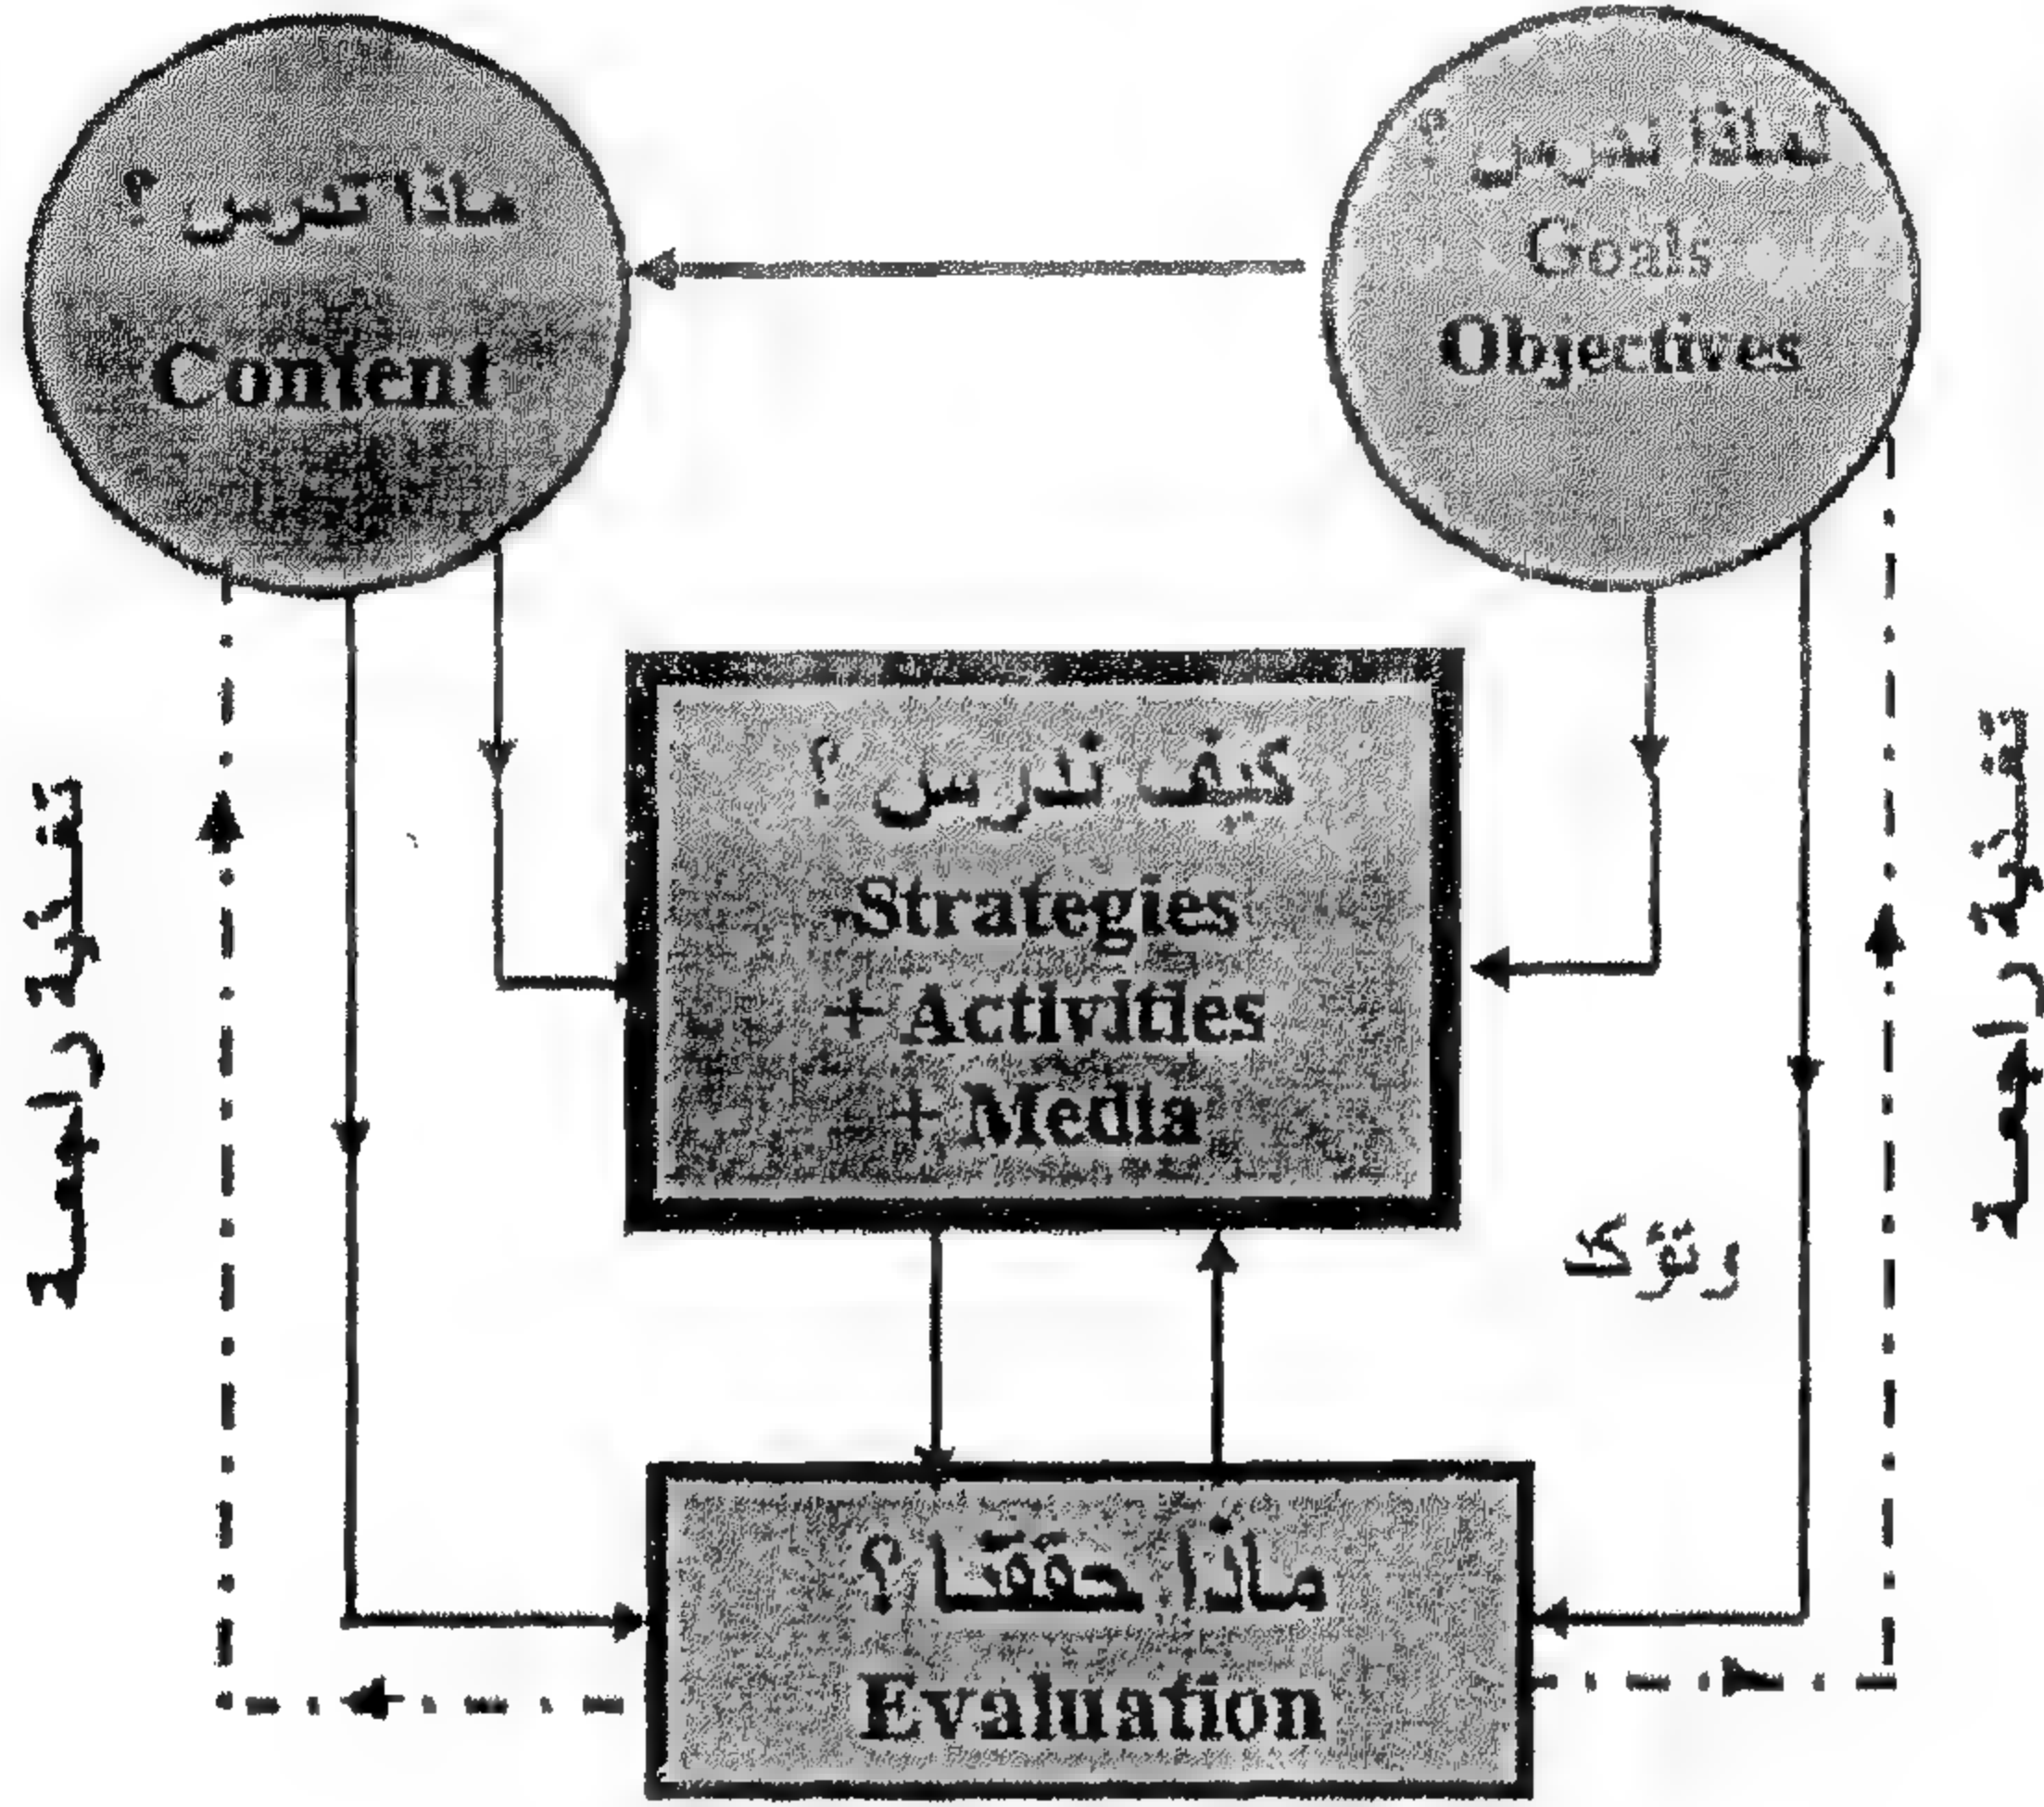 لماذا ندرس ؟
Goals
Objectives
ماذا ندرس ؟
Content
كيف ندرس ؟
Strategies
+ Activities
+ Media
وتؤكد
ماذا حققنا ؟
Evaluation
تغذية راجعة
تغذية راجعة